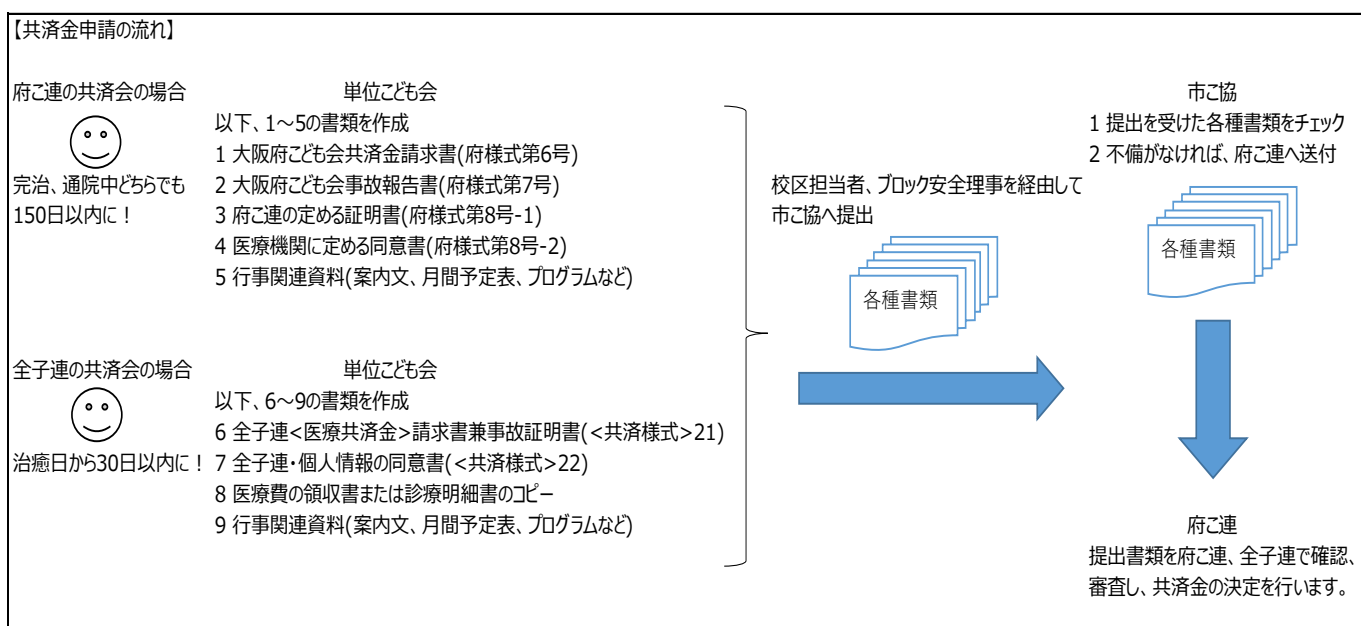 【共済金申請の流れ】
府こ連の共済会の場合
完治、通院中どちらでも
150日以内に！
単位こども会
以下、1～5の書類を作成
1 大阪府こども会共済金請求書(府様式第6号)
2 大阪府こども会事故報告書(府様式第7号)
3 府こ連の定める証明書(府様式第8号-1)
4 医療機関に定める同意書(府様式第8号-2)
5 行事関連資料(案内文、月間予定表、プログラムなど)
全子連の共済会の場合
治癒日から30日以内に！
単位こども会
以下、6～9の書類を作成
6 全子連<医療共済金>請求書兼事故証明書(<共済様式>21)
7 全子連・個人情報の同意書(<共済様式>22)
8 医療費の領収書または診療明細書のコピー
9 行事関連資料(案内文、月間予定表、プログラムなど)
校区担当者、ブロック安全理事を経由して
市こ協へ提出
各種書類
市こ協
1 提出を受けた各種書類をチェック
2 不備がなければ、府こ連へ送付
各種書類
府こ連
提出書類を府こ連、全子連で確認、
審査し、共済金の決定を行います。